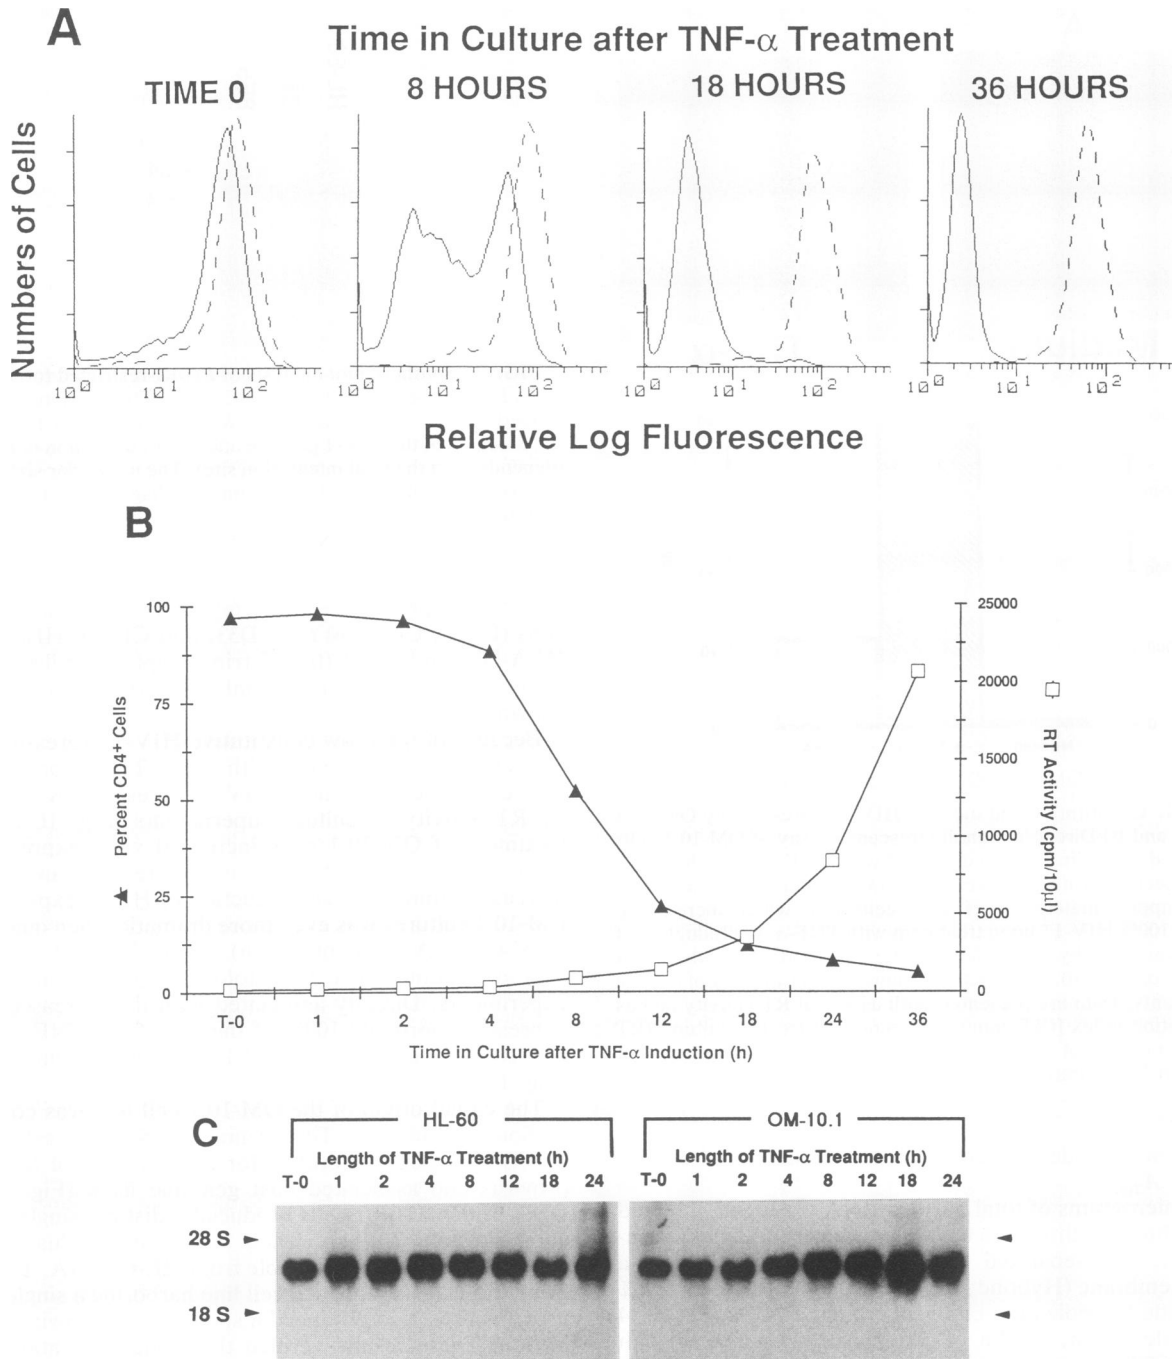 A
Time in Culture after TNF-α Treatment
TIME 0
8 HOURS
18 HOURS
36 HOURS
Numbers of Cells
10⁰ 10¹ 10²
10⁰ 10¹ 10²
10⁰ 10¹ 10²
10⁰ 10¹ 10²
Relative Log Fluorescence
B
Percent CD4⁺ Cells
100
75
50
25
0
25000
20000
15000
10000
5000
0
RT Activity (cpm/10µl)
T-0 1 2 4 8 12 18 24 36
Time in Culture after TNF-α Induction (h)
C
HL-60
Length of TNF-α Treatment (h)
T-0 1 2 4 8 12 18 24
OM-10.1
Length of TNF-α Treatment (h)
T-0 1 2 4 8 12 18 24
28 S
18 S